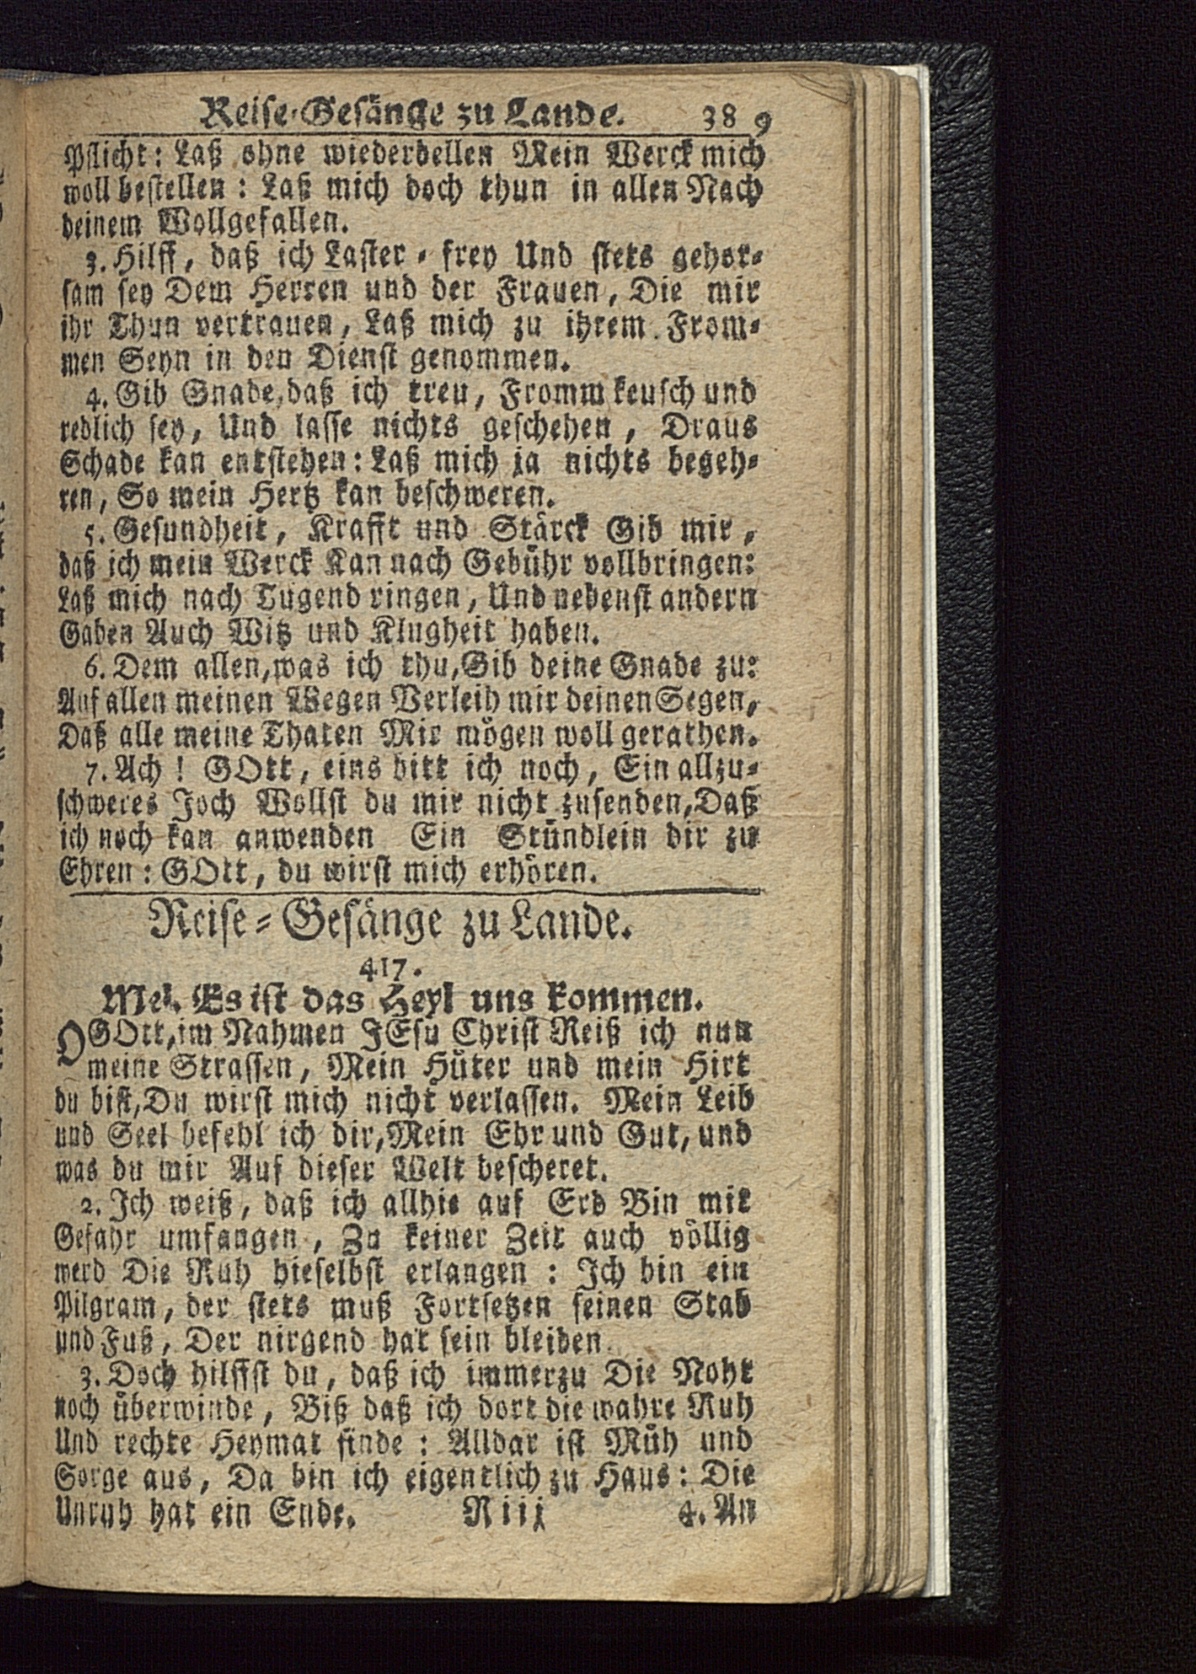 Reise-Gesänge zu Lande. 389
Pflicht: Laß ohne wiederbellen Mein Werck mich
woll bestellen: Laß mich doch thun in allen Nach
deinem Wollgefallen.
3. Hilff, daß ich Laster-frey Und stets gehor-
sam sey Dem Herren und der Frauen, Die mir
ihr Thun vertrauen, Laß mich zu ihrem From-
men Seyn in den Dienst genommen.
4. Gib Gnade, daß ich treu, Fromm keusch und
redlich sey, Und lasse nichts geschehen, Draus
Schade kan entstehen: Laß mich ja nichts begeh-
ren, So mein Hertz kan beschweren.
5. Gesundheit, Krafft und Stärck Gib mir,
daß ich mein Werck Kan nach Gebühr vollbringen:
Laß mich nach Tugend ringen, Und nebenst andern
Gaben Auch Witz und Klugheit haben.
6. Dem allen, was ich thu, Gib deine Gnade zu:
Auf allen meinen Wegen Verleih mir deinen Segen,
Daß alle meine Thaten Mir mögen woll gerathen.
7. Ach! GOtt, eins bitt ich noch, Ein allzu-
schweres Joch Wollst du mir nicht zusenden, Daß
ich noch kan anwenden Ein Stündlein dir zu
Ehren: GOtt, du wirst mich erhören.
Reise-Gesänge zu Lande.
417.
Mel. Es ist das Heyl uns kommen.
O GOtt, im Nahmen JEsu Christ Reiß ich nun
meine Strassen, Mein Hüter und mein Hirt
du bist, Du wirst mich nicht verlassen. Mein Leib
und Seel befehl ich dir, Mein Ehr und Gut, und
was du mir Auf dieser Welt bescheret.
2. Ich weiß, daß ich allhie auf Erd Bin mit
Gefahr umfangen, Zu keiner Zeit auch völlig
werd Die Ruh hieselbst erlangen: Ich bin ein
Pilgram, der stets muß Fortsetzen seinen Stab
und Fuß, Der nirgend hat sein bleiben.
3. Doch hilffst du, daß ich immerzu Die Noht
noch überwinde, Biß daß ich dort die wahre Ruh
Und rechte Heymat finde: Alldar ist Müh und
Sorge aus, Da bin ich eigentlich zu Haus: Die
Unruh hat ein Ende. R iij 4. An